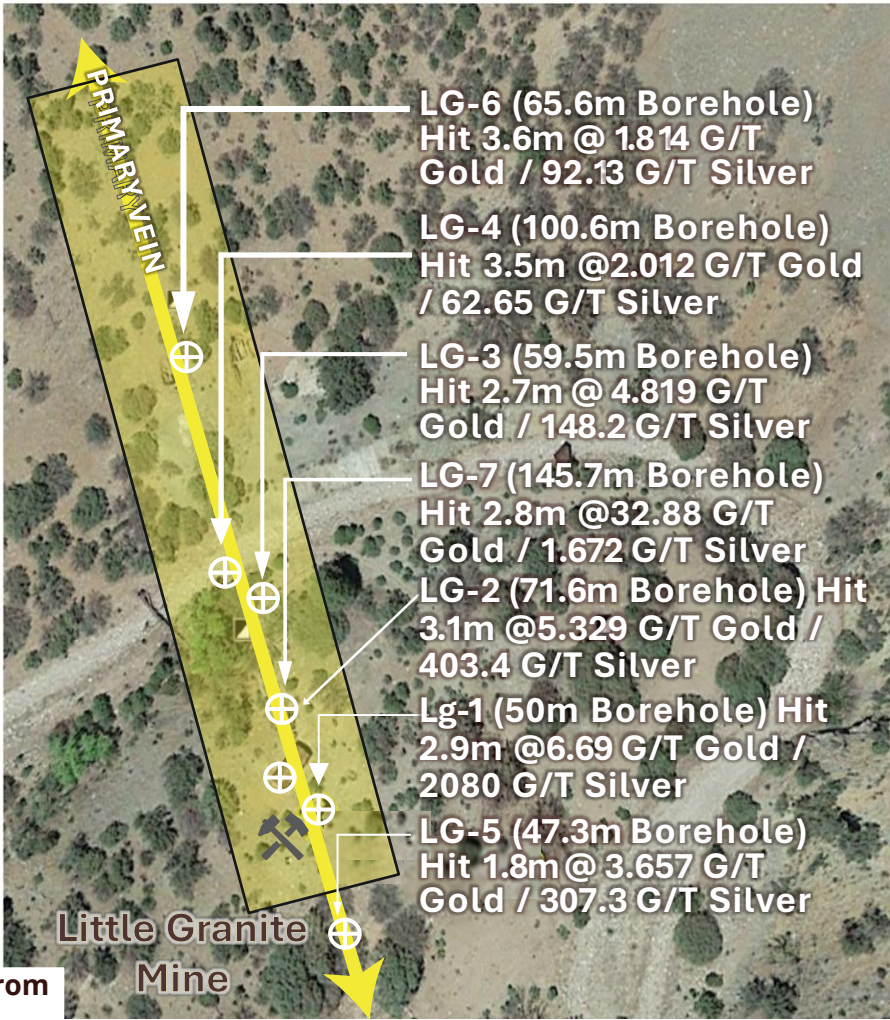 PRIMARY VEIN
LG-6 (65.6m Borehole)
Hit 3.6m @ 1.814 G/T
Gold / 92.13 G/T Silver
LG-4 (100.6m Borehole)
Hit 3.5m @2.012 G/T Gold
/ 62.65 G/T Silver
LG-3 (59.5m Borehole)
Hit 2.7m @ 4.819 G/T
Gold / 148.2 G/T Silver
LG-7 (145.7m Borehole)
Hit 2.8m @32.88 G/T
Gold / 1.672 G/T Silver
LG-2 (71.6m Borehole) Hit
3.1m @5.329 G/T Gold /
403.4 G/T Silver
Lg-1 (50m Borehole) Hit
2.9m @6.69 G/T Gold /
2080 G/T Silver
LG-5 (47.3m Borehole)
Hit 1.8m@ 3.657 G/T
Gold / 307.3 G/T Silver
Little Granite
Mine